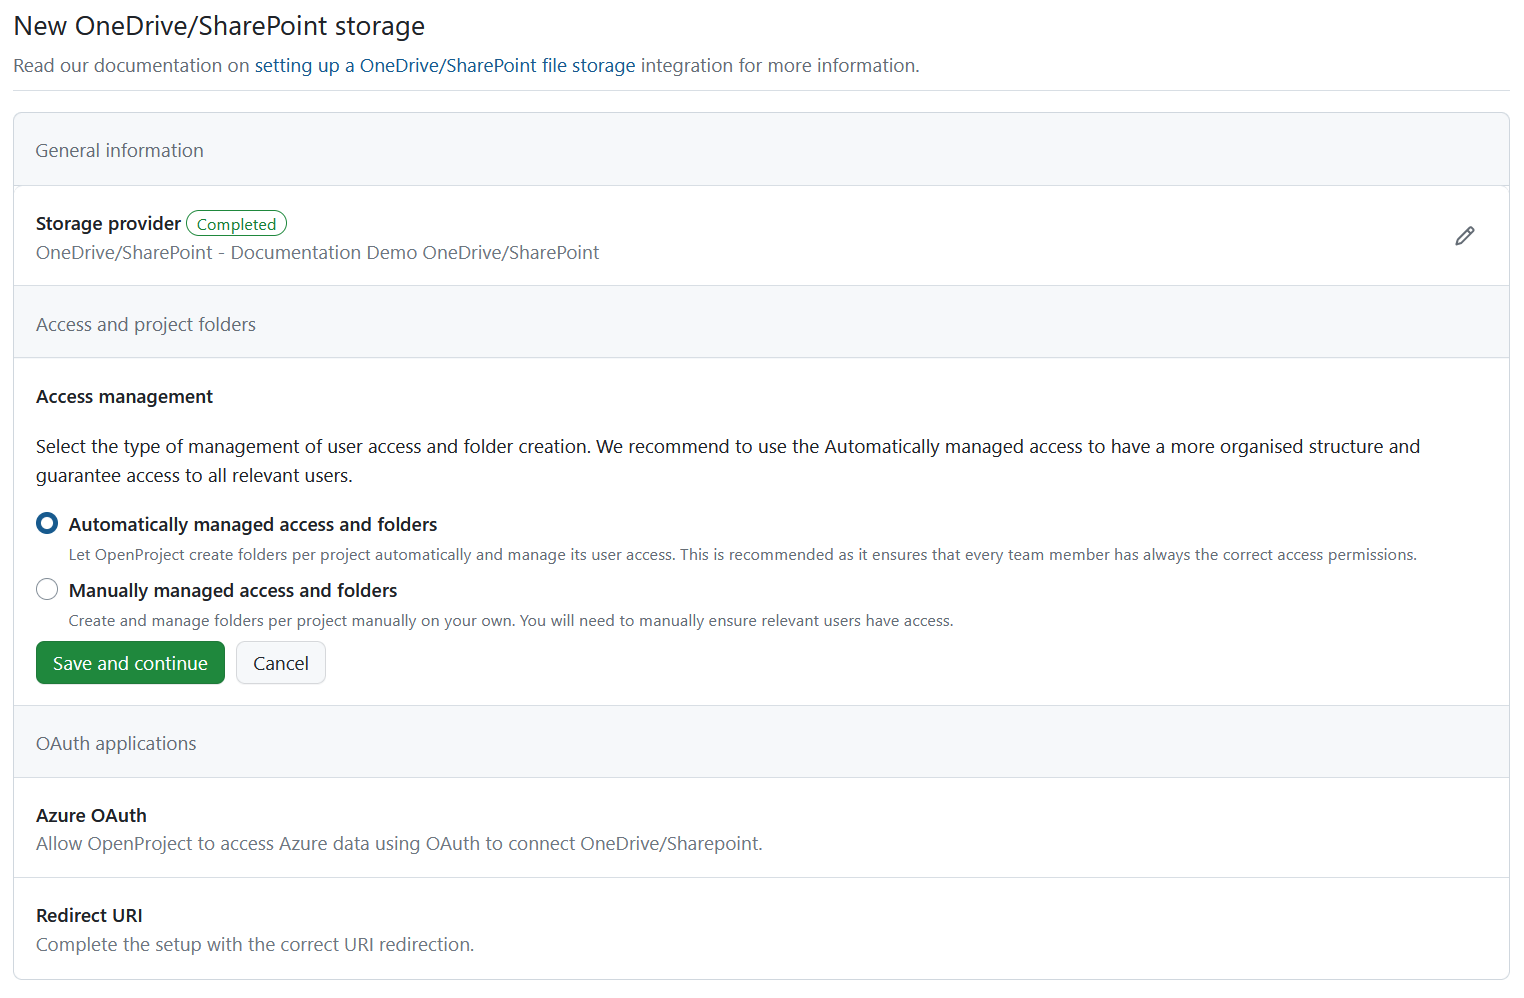 New OneDrive/SharePoint storage
Read our documentation on setting up a OneDrive/SharePoint file storage integration for more information.
General information
Storage provider Completed
OneDrive/SharePoint - Documentation Demo OneDrive/SharePoint
Access and project folders
Access management
Select the type of management of user access and folder creation. We recommend to use the Automatically managed access to have a more organised structure and
guarantee access to all relevant users.
Automatically managed access and folders
Let OpenProject create folders per project automatically and manage its user access. This is recommended as it ensures that every team member has always the correct access permissions.
Manually managed access and folders
Create and manage folders per project manually on your own. You will need to manually ensure relevant users have access.
Save and continue Cancel
OAuth applications
Azure OAuth
Allow OpenProject to access Azure data using OAuth to connect OneDrive/Sharepoint.
Redirect URI
Complete the setup with the correct URI redirection.